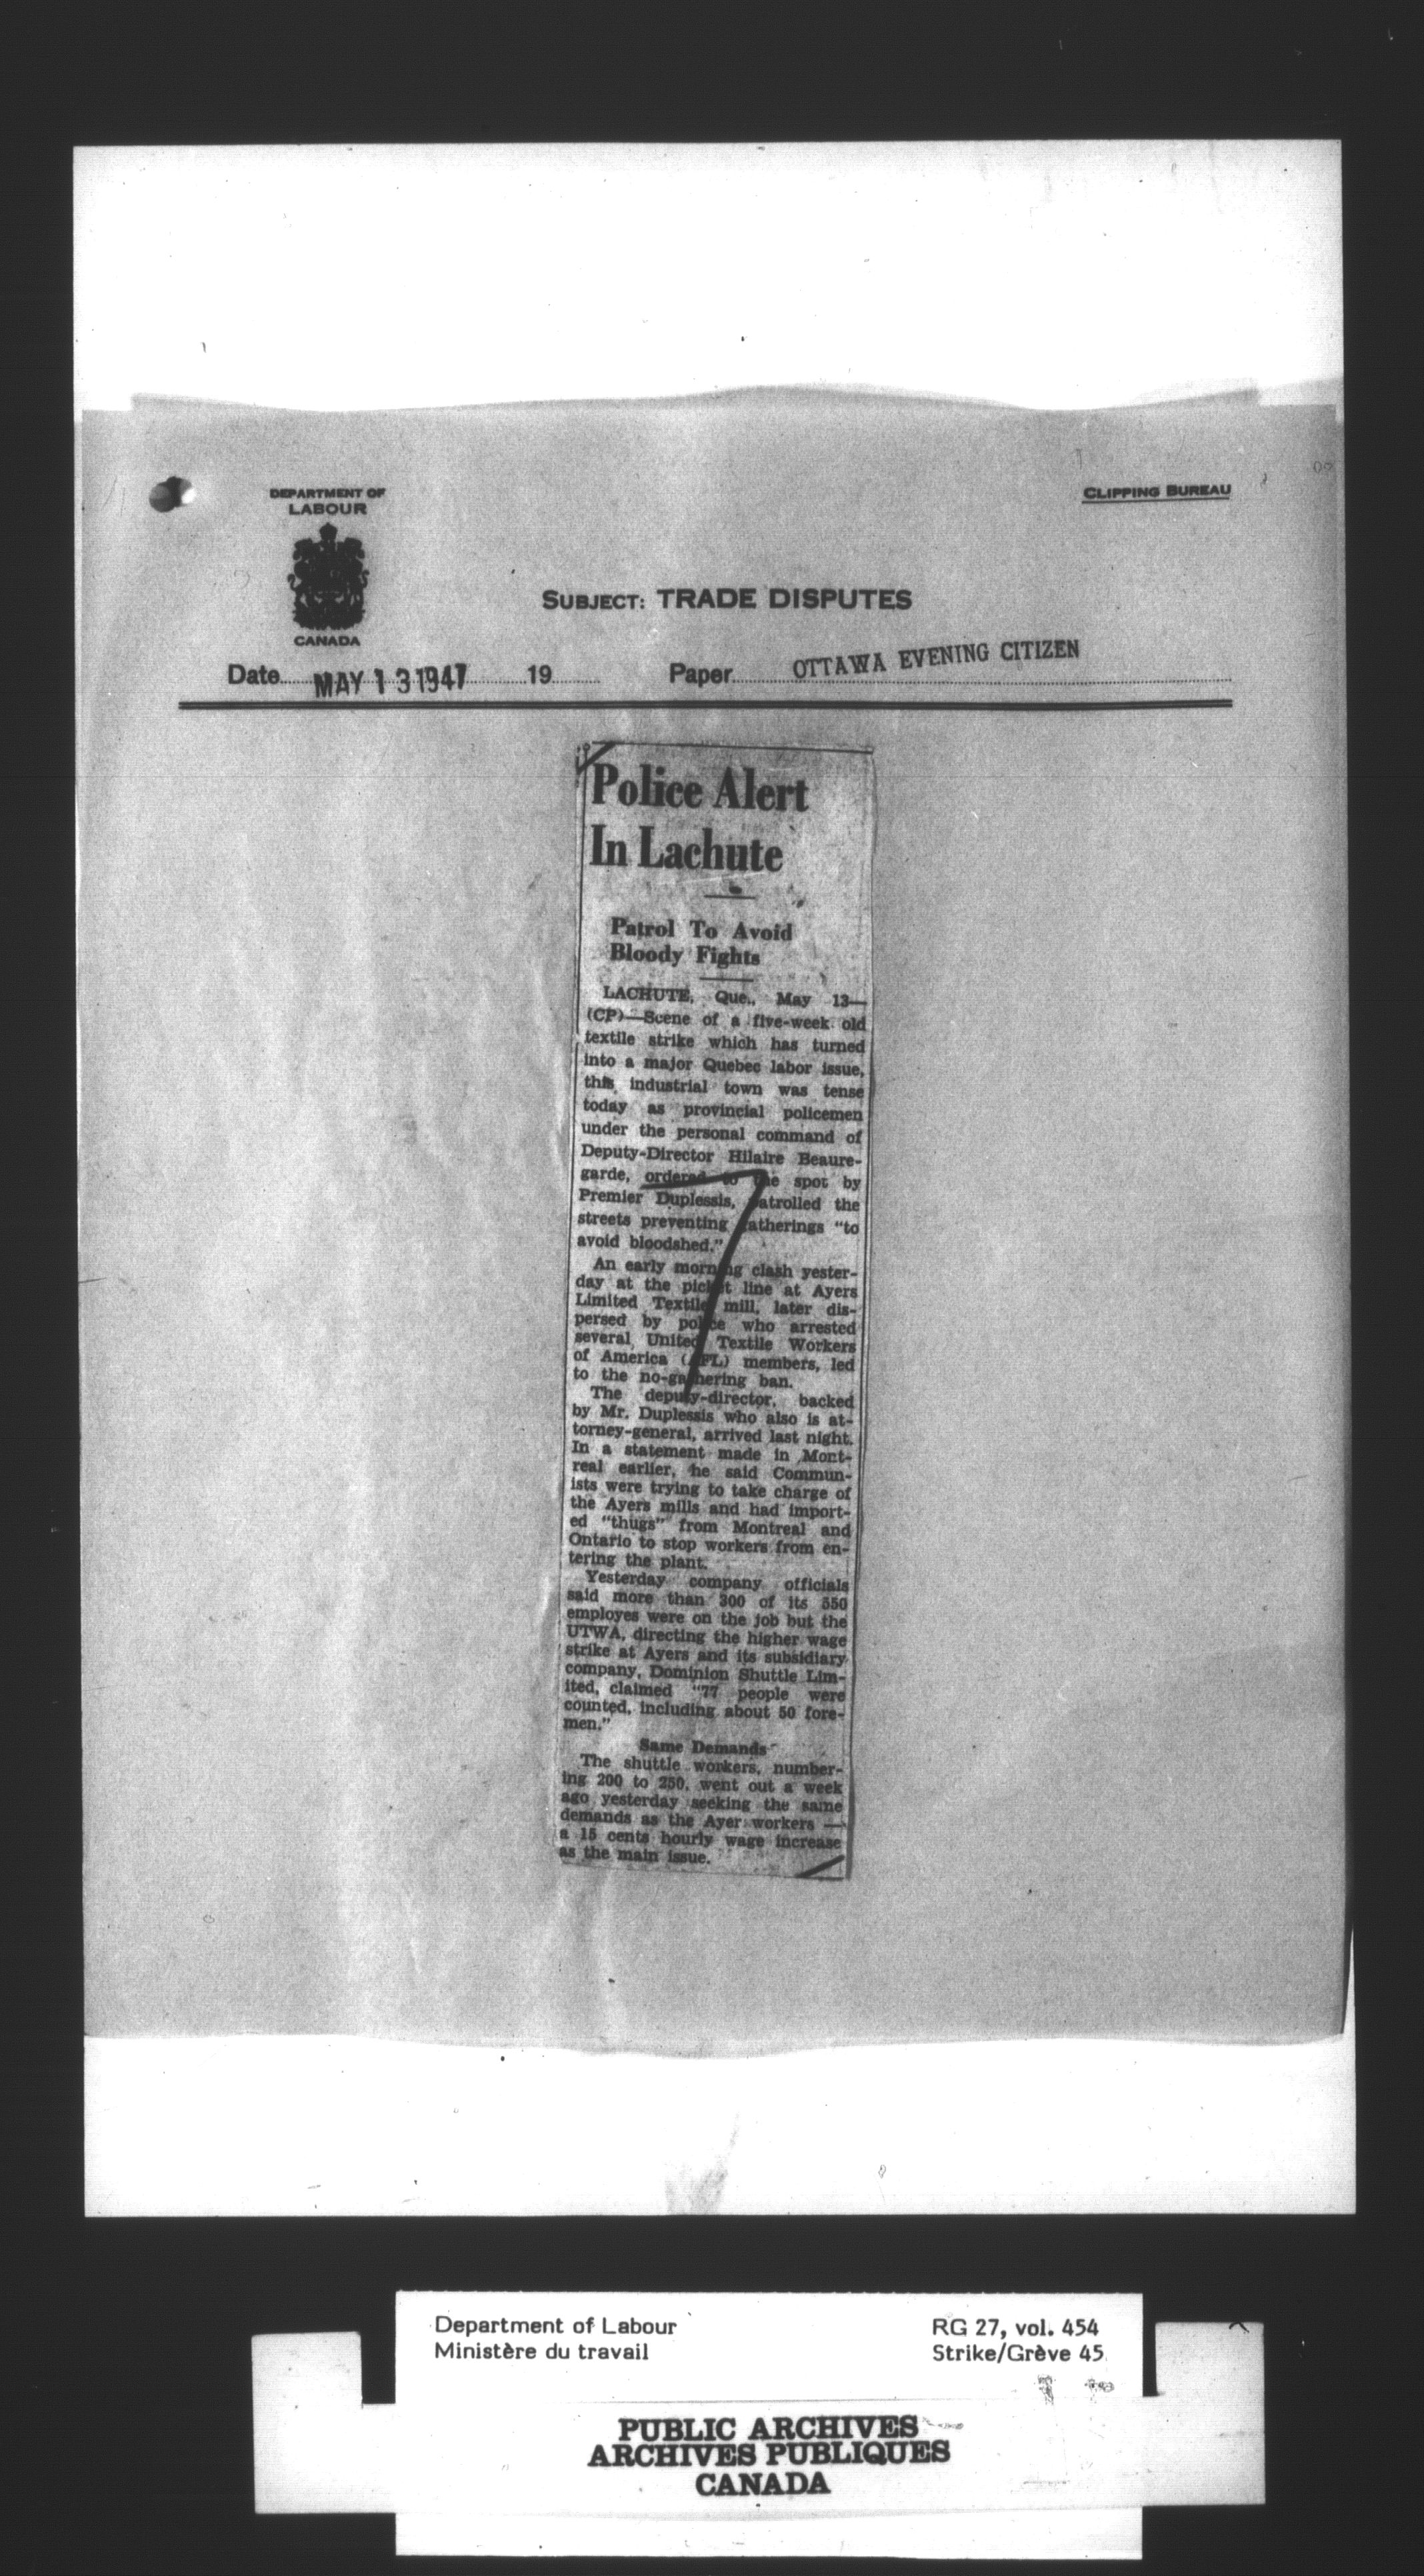 DEPARTMENT OF
LABOUR
CANADA
CLIPPING BUREAU
SUBJECT: TRADE DISPUTES
Date MAY 13 1947 19
Paper OTTAWA EVENING CITIZEN
Police Alert
In Lachute
Patrol To Avoid
Bloody Fights
LACHUTE, Que., May 13—
(CP)—Scene of a five-week old
textile strike which has turned
into a major Quebec labor issue,
this industrial town was tense
today as provincial policemen
under the personal command of
Deputy-Director Hilaire Beaure-
garde, ordered to the spot by
Premier Duplessis, patrolled the
streets preventing gatherings "to
avoid bloodshed."
An early morning clash yester-
day at the picket line at Ayers
Limited Textile mill, later dis-
persed by police who arrested
several United Textile Workers
of America (AFL) members, led
to the no-gathering ban.
The deputy-director, backed
by Mr. Duplessis who also is at-
torney-general, arrived last night.
In a statement made in Mont-
real earlier, he said Commun-
ists were trying to take charge of
the Ayers mills and had import-
ed "thugs" from Montreal and
Ontario to stop workers from en-
tering the plant.
Yesterday company officials
said more than 300 of its 550
employes were on the job but the
UTWA, directing the higher wage
strike at Ayers and its subsidiary
company, Dominion Shuttle Lim-
ited, claimed "77 people were
counted, including about 50 fore-
men."
Same Demands
The shuttle workers, number-
ing 200 to 250, went out a week
ago yesterday seeking the same
demands as the Ayer workers —
a 15 cents hourly wage increase
as the main issue.
Department of Labour
Ministère du travail
RG 27, vol. 454
Strike/Grève 45
PUBLIC ARCHIVES
ARCHIVES PUBLIQUES
CANADA